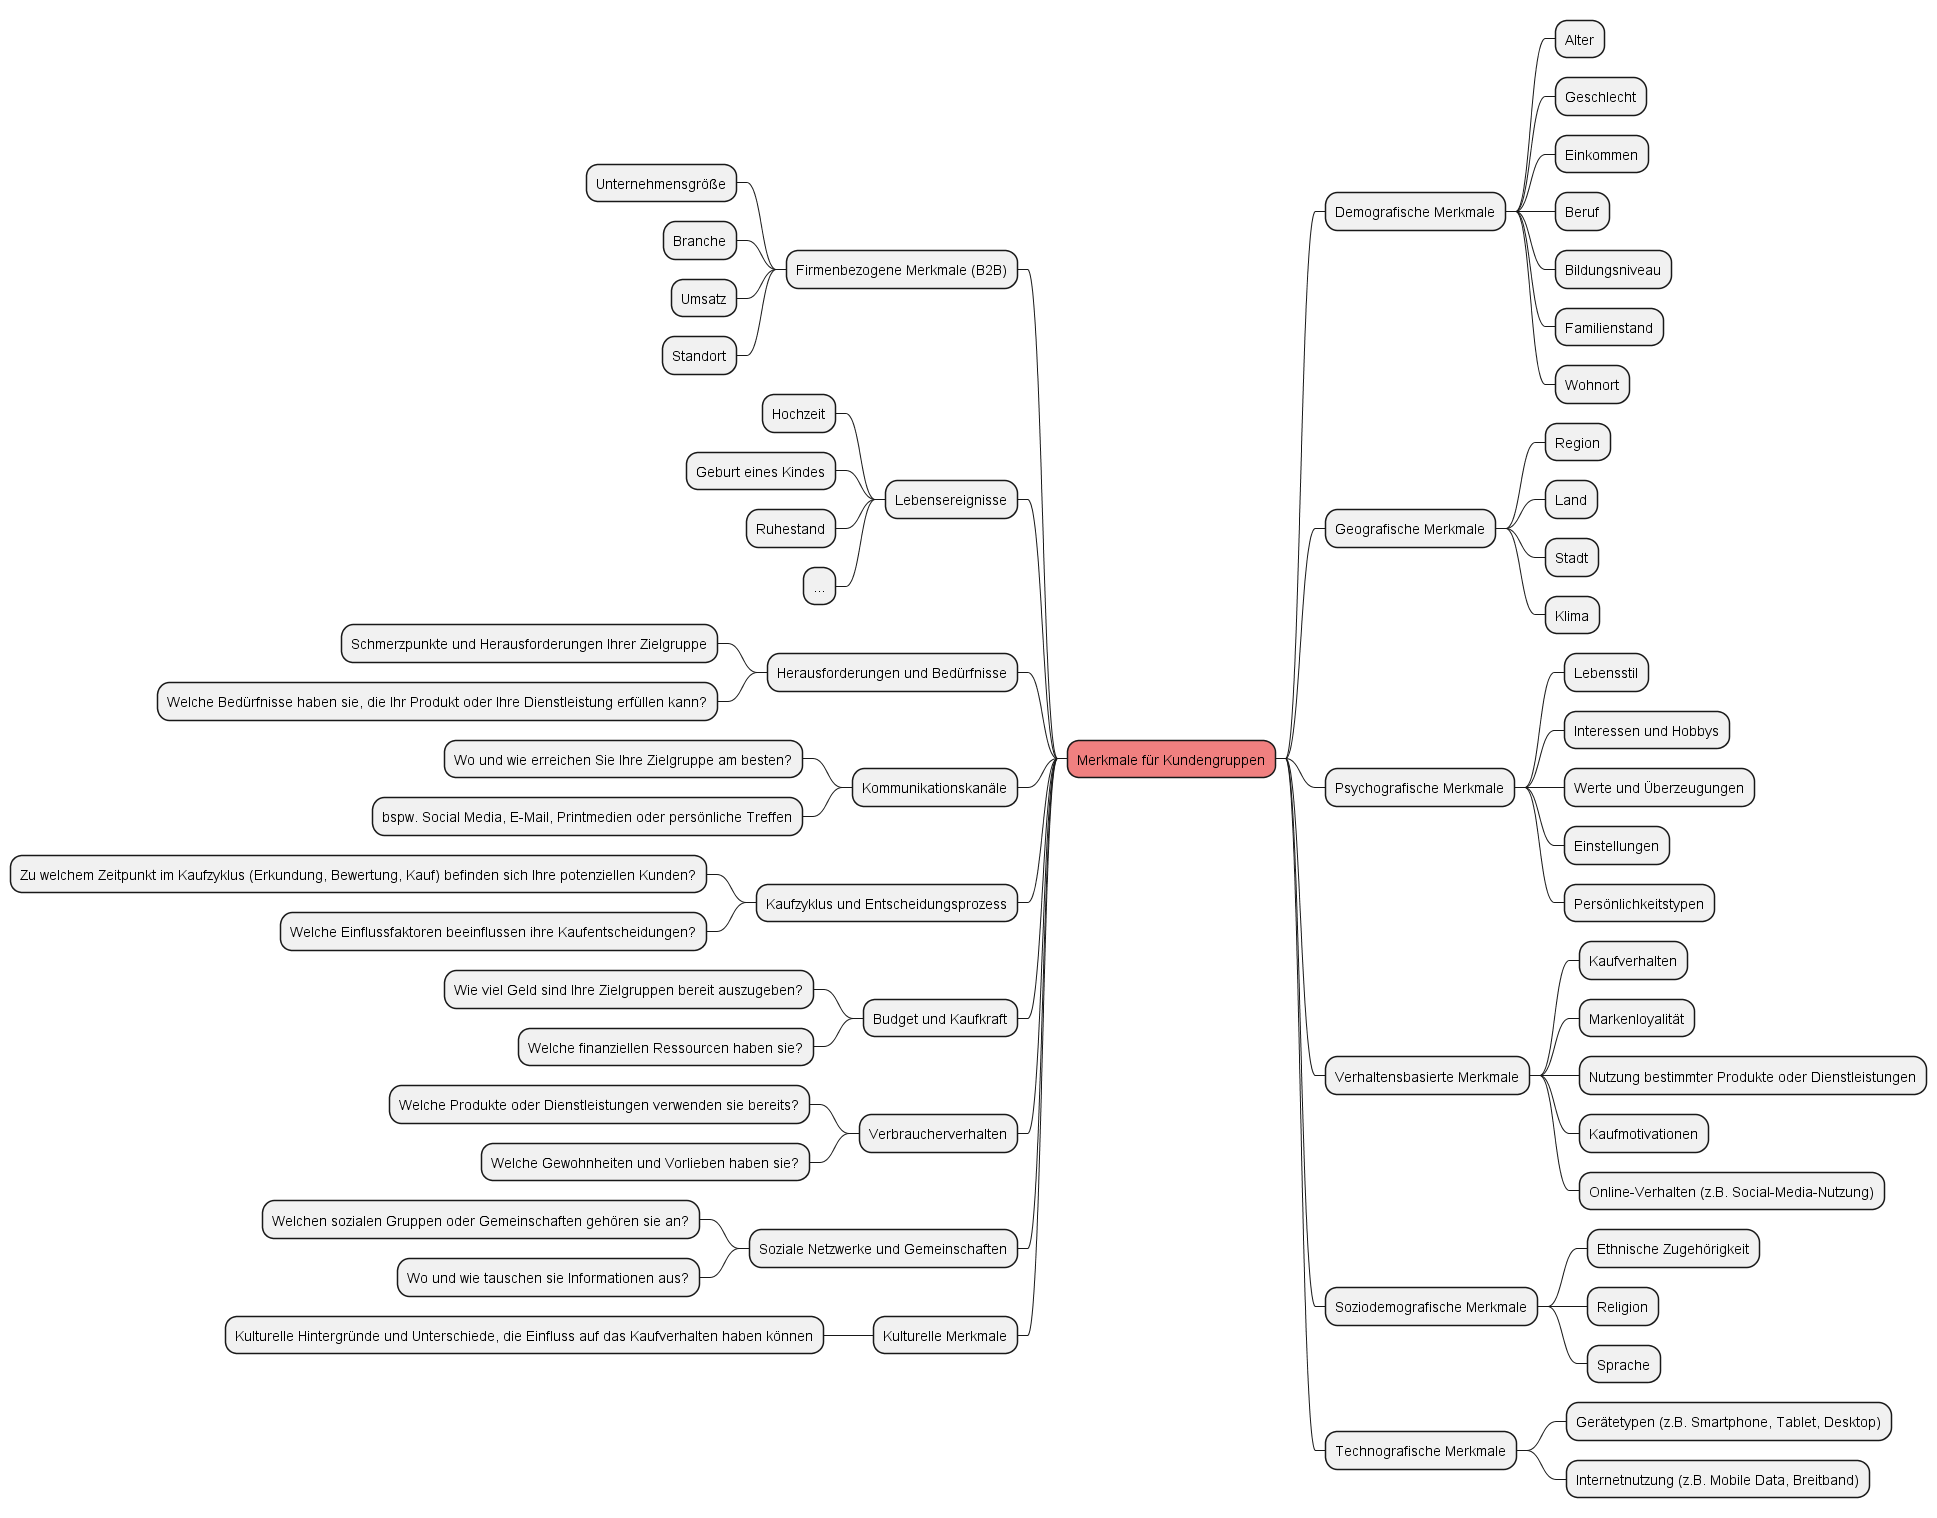 Merkmale für Kundengruppen
Demografische Merkmale
Alter
Geschlecht
Einkommen
Beruf
Bildungsniveau
Familienstand
Wohnort
Geografische Merkmale
Region
Land
Stadt
Klima
Psychografische Merkmale
Lebensstil
Interessen und Hobbys
Werte und Überzeugungen
Einstellungen
Persönlichkeitstypen
Verhaltensbasierte Merkmale
Kaufverhalten
Markenloyalität
Nutzung bestimmter Produkte oder Dienstleistungen
Kaufmotivationen
Online-Verhalten (z.B. Social-Media-Nutzung)
Soziodemografische Merkmale
Ethnische Zugehörigkeit
Religion
Sprache
Technografische Merkmale
Gerätetypen (z.B. Smartphone, Tablet, Desktop)
Internetnutzung (z.B. Mobile Data, Breitband)
Firmenbezogene Merkmale (B2B)
Unternehmensgröße
Branche
Umsatz
Standort
Lebensereignisse
Hochzeit
Geburt eines Kindes
Ruhestand
...
Herausforderungen und Bedürfnisse
Schmerzpunkte und Herausforderungen Ihrer Zielgruppe
Welche Bedürfnisse haben sie, die Ihr Produkt oder Ihre Dienstleistung erfüllen kann?
Kommunikationskanäle
Wo und wie erreichen Sie Ihre Zielgruppe am besten?
bspw. Social Media, E-Mail, Printmedien oder persönliche Treffen
Kaufzyklus und Entscheidungsprozess
Zu welchem Zeitpunkt im Kaufzyklus (Erkundung, Bewertung, Kauf) befinden sich Ihre potenziellen Kunden?
Welche Einflussfaktoren beeinflussen ihre Kaufentscheidungen?
Budget und Kaufkraft
Wie viel Geld sind Ihre Zielgruppen bereit auszugeben?
Welche finanziellen Ressourcen haben sie?
Verbraucherverhalten
Welche Produkte oder Dienstleistungen verwenden sie bereits?
Welche Gewohnheiten und Vorlieben haben sie?
Soziale Netzwerke und Gemeinschaften
Welchen sozialen Gruppen oder Gemeinschaften gehören sie an?
Wo und wie tauschen sie Informationen aus?
Kulturelle Merkmale
Kulturelle Hintergründe und Unterschiede, die Einfluss auf das Kaufverhalten haben können